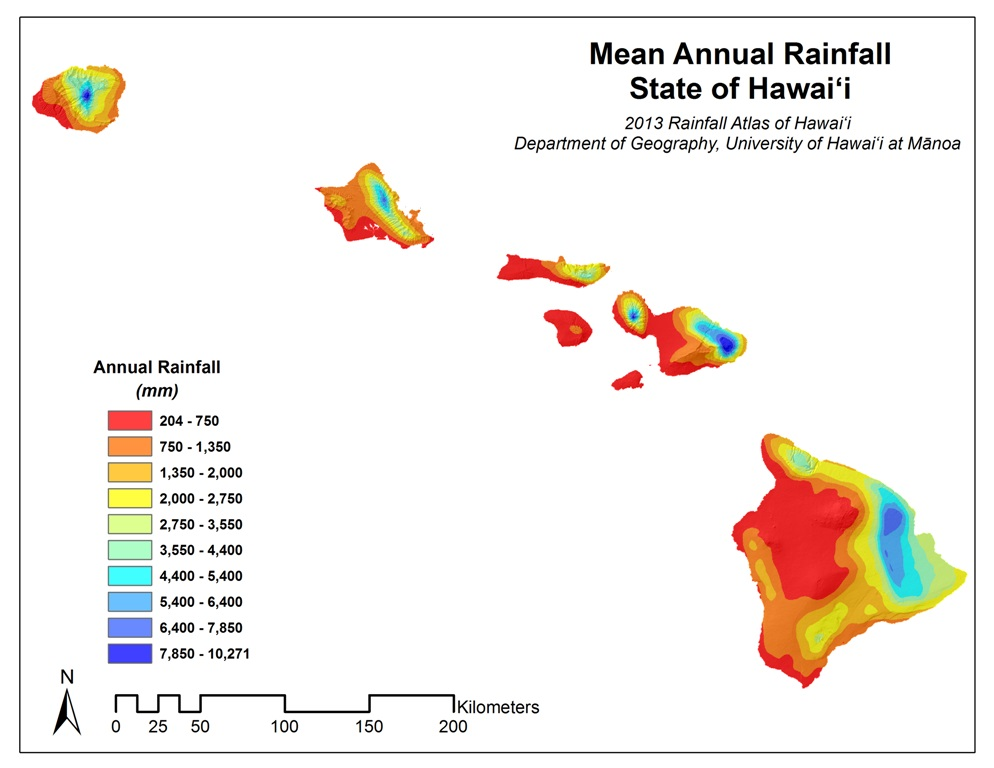 Mean Annual Rainfall
State of Hawai‘i
2013 Rainfall Atlas of Hawai‘i
Department of Geography, University of Hawai‘i at Mānoa
Annual Rainfall
(mm)
204 - 750
750 - 1,350
1,350 - 2,000
2,000 - 2,750
2,750 - 3,550
3,550 - 4,400
4,400 - 5,400
5,400 - 6,400
6,400 - 7,850
7,850 - 10,271
N
Kilometers
0 25 50 100 150 200